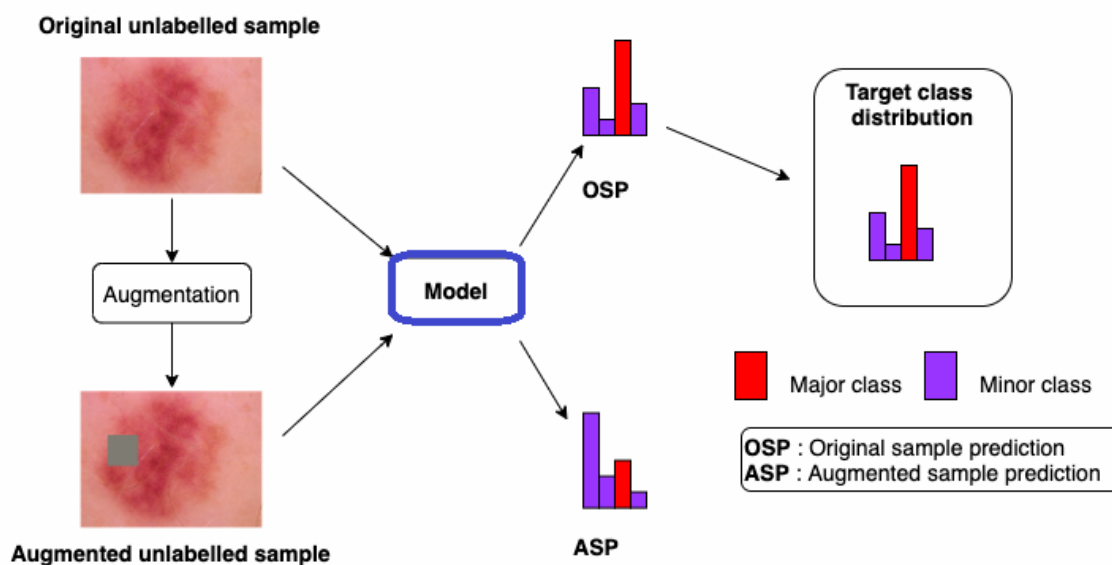 Original unlabelled sample
Augmentation
Augmented unlabelled sample
Model
OSP
ASP
Target class
distribution
Major class
Minor class
OSP : Original sample prediction
ASP : Augmented sample prediction